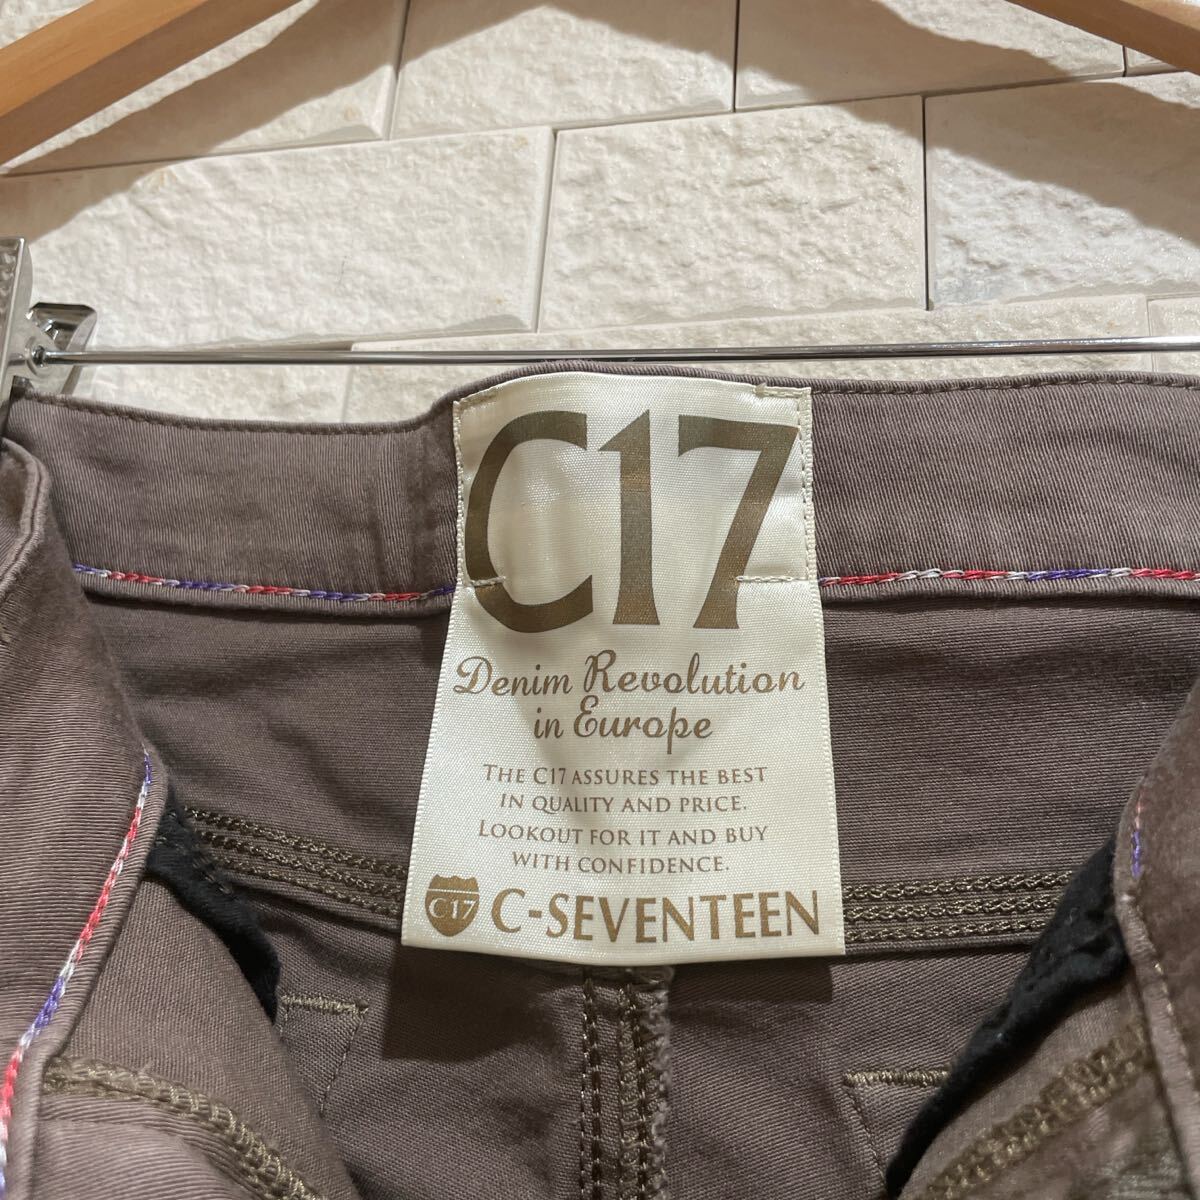 C17
Denim Revolution
in Europe
THE C17 ASSURES THE BEST
IN QUALITY AND PRICE.
LOOKOUT FOR IT AND BUY
WITH CONFIDENCE.
C17 C-SEVENTEEN